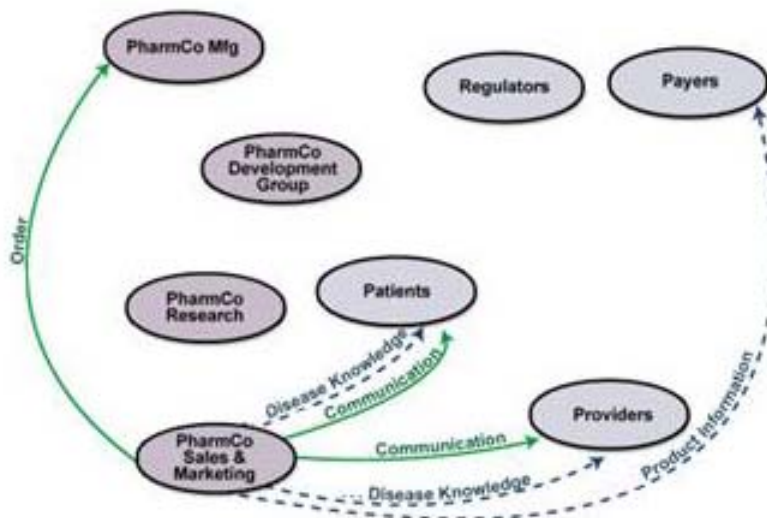 PharmCo Mfg
Regulators
Payers
PharmCo
Development
Group
Order
PharmCo
Research
Patients
Disease Knowledge
Communication
Product Information
Providers
PharmCo
Sales &
Marketing
Communication
... Disease Knowledge